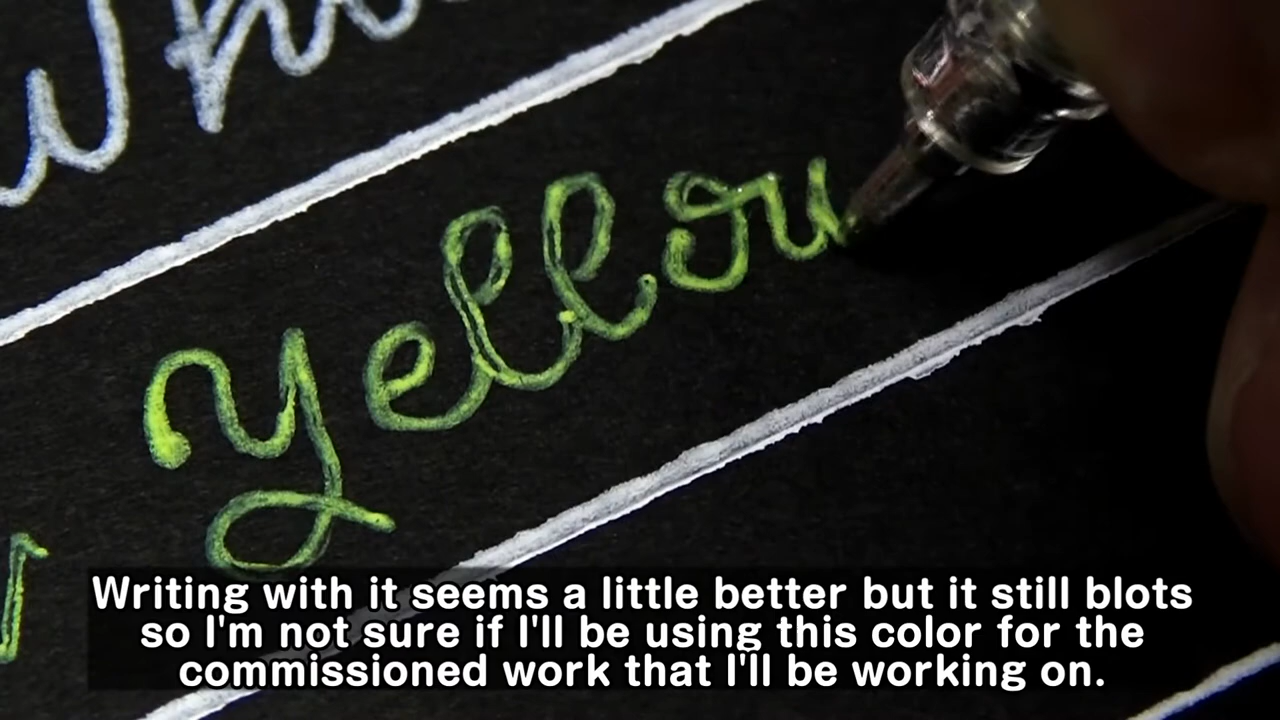 Whi
yellow
r
Writing with it seems a little better but it still blots
so I'm not sure if I'll be using this color for the
commissioned work that I'll be working on.